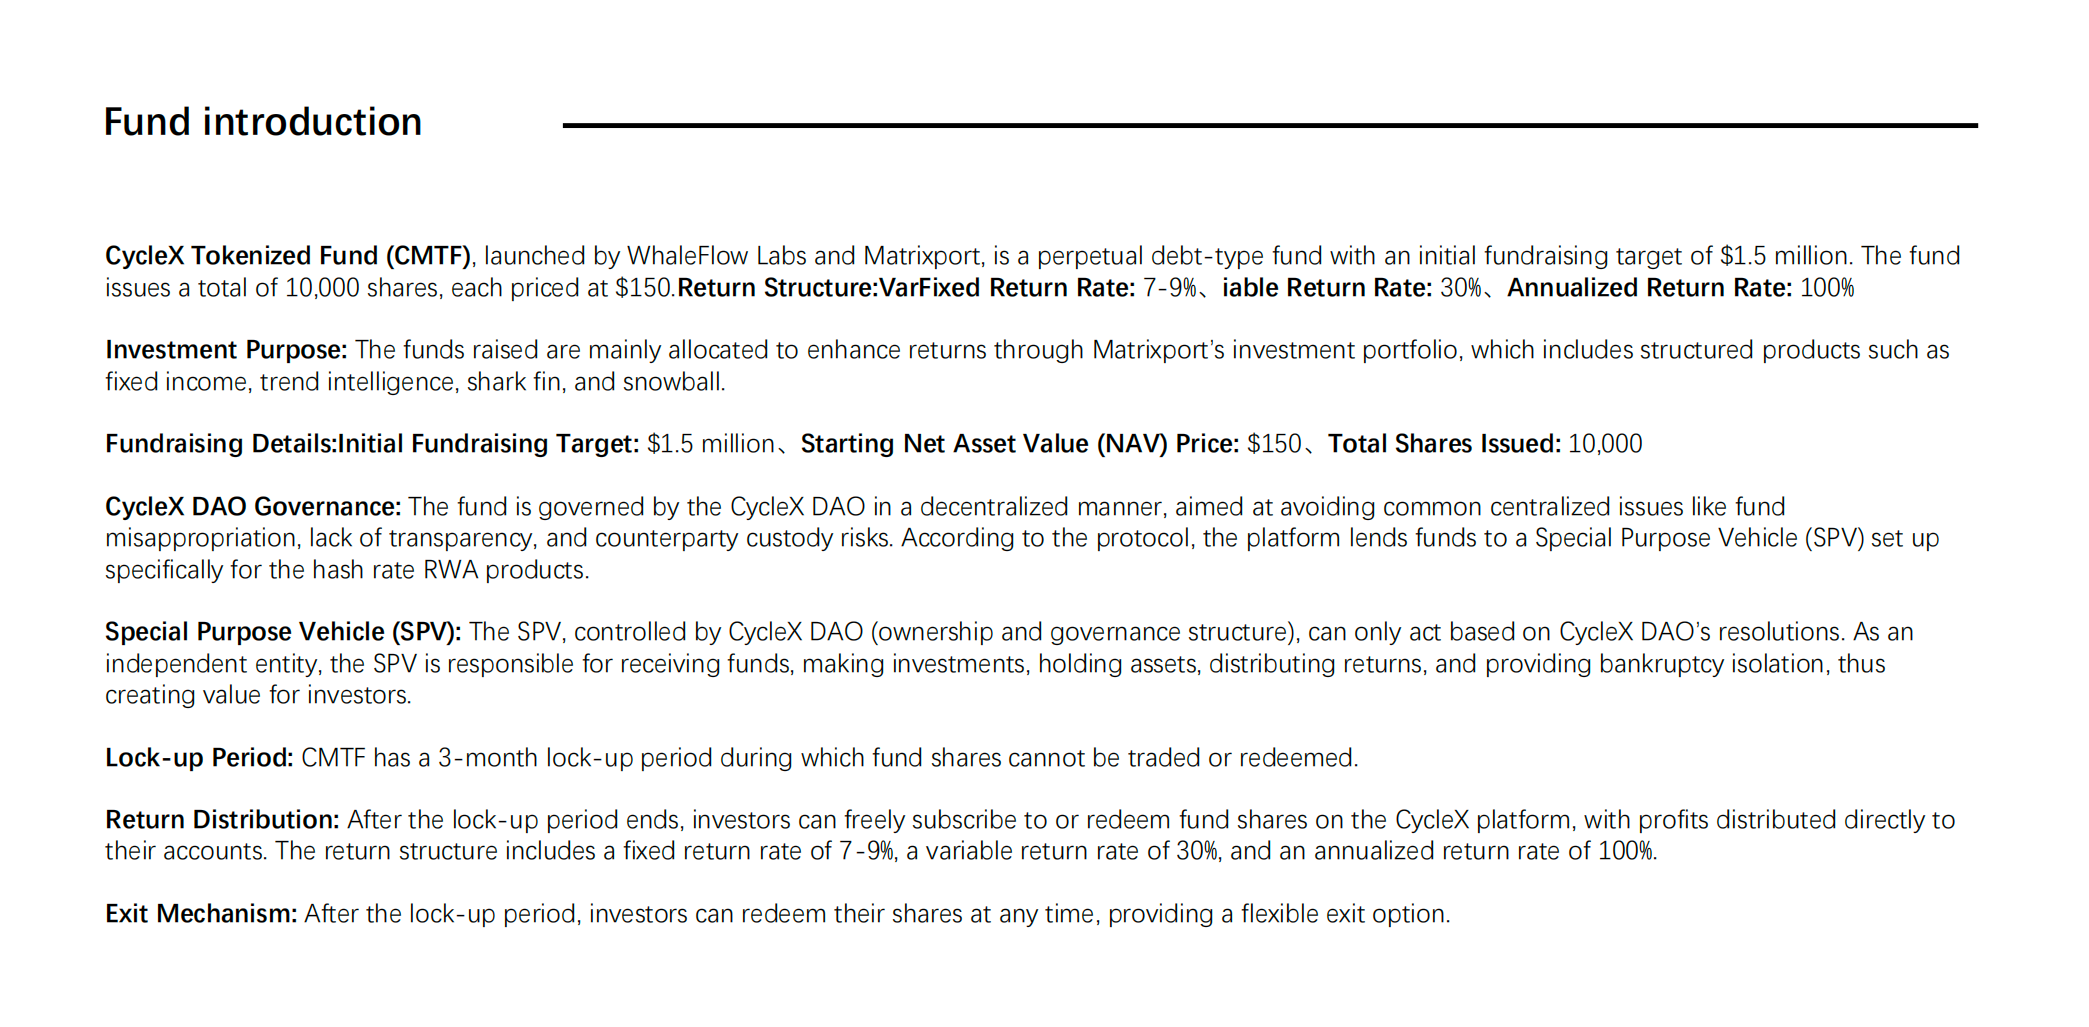 Fund introduction
CycleX Tokenized Fund (CMTF), launched by WhaleFlow Labs and Matrixport, is a perpetual debt-type fund with an initial fundraising target of $1.5 million. The fund
issues a total of 10,000 shares, each priced at $150.Return Structure:VarFixed Return Rate: 7-9%、iable Return Rate: 30%、Annualized Return Rate: 100%
Investment Purpose: The funds raised are mainly allocated to enhance returns through Matrixport’s investment portfolio, which includes structured products such as
fixed income, trend intelligence, shark fin, and snowball.
Fundraising Details:Initial Fundraising Target: $1.5 million、Starting Net Asset Value (NAV) Price: $150、Total Shares Issued: 10,000
CycleX DAO Governance: The fund is governed by the CycleX DAO in a decentralized manner, aimed at avoiding common centralized issues like fund
misappropriation, lack of transparency, and counterparty custody risks. According to the protocol, the platform lends funds to a Special Purpose Vehicle (SPV) set up
specifically for the hash rate RWA products.
Special Purpose Vehicle (SPV): The SPV, controlled by CycleX DAO (ownership and governance structure), can only act based on CycleX DAO’s resolutions. As an
independent entity, the SPV is responsible for receiving funds, making investments, holding assets, distributing returns, and providing bankruptcy isolation, thus
creating value for investors.
Lock-up Period: CMTF has a 3-month lock-up period during which fund shares cannot be traded or redeemed.
Return Distribution: After the lock-up period ends, investors can freely subscribe to or redeem fund shares on the CycleX platform, with profits distributed directly to
their accounts. The return structure includes a fixed return rate of 7-9%, a variable return rate of 30%, and an annualized return rate of 100%.
Exit Mechanism: After the lock-up period, investors can redeem their shares at any time, providing a flexible exit option.